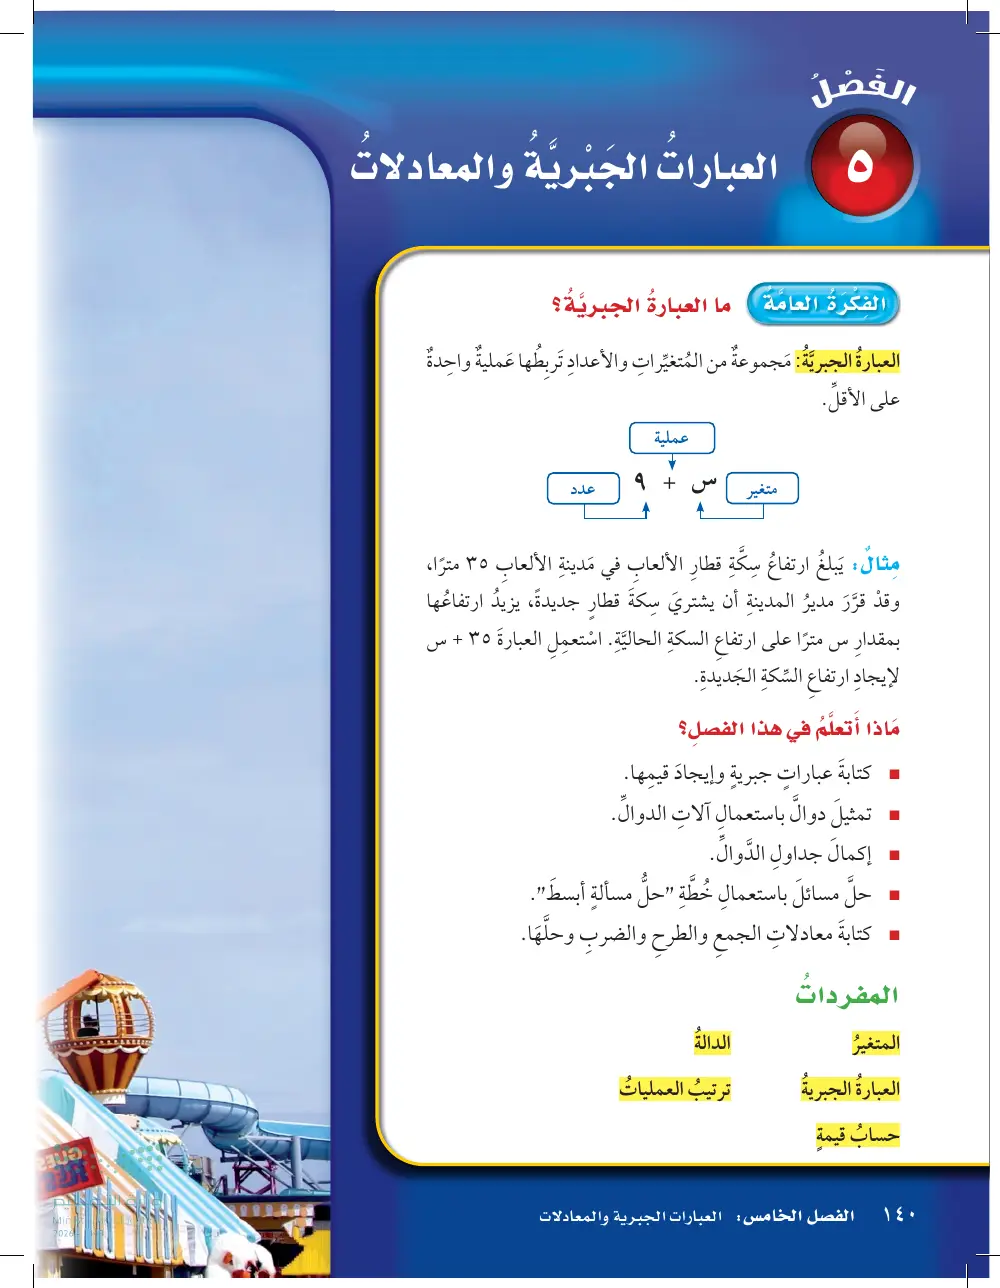 الفَصْلُ
٥
العباراتُ الجَبْريَّةُ والمعادلاتُ
الفِكْرَةُ العامَّةُ
ما العبارةُ الجبريَّةُ؟
العبارةُ الجبريَّةُ: مَجموعةٌ من المُتغيِّراتِ والأعدادِ تَربِطُها عَمليةٌ واحِدةٌ
على الأقلِّ.
عملية
متغير
س + ٩
عدد
مِثالٌ: يَبلغُ ارتفاعُ سِكَّةِ قطارِ الألعابِ في مَدينةِ الألعابِ ٣٥ مترًا،
وقدْ قرَّرَ مديرُ المدينةِ أن يشتريَ سِكةَ قطارٍ جديدةً، يزيدُ ارتفاعُها
بمقدارِ س مترًا على ارتفاعِ السكةِ الحاليَّةِ. اسْتعمِلِ العبارةَ ٣٥ + س
لإيجادِ ارتفاعِ السِّكةِ الجَديدةِ.
مَاذا أَتعلَّمُ في هذا الفصلِ؟
كتابةَ عباراتٍ جبريةٍ وإيجادَ قيمِها.
تمثيلَ دوالَّ باستعمالِ آلاتِ الدوالِّ.
إكمالَ جداولِ الدَّوالِّ.
حلَّ مسائلَ باستعمالِ خُطَّةِ "حلُّ مسألةٍ أبسطَ".
كتابةَ معادلاتِ الجمعِ والطرحِ والضربِ وحلَّهَا.
المفرداتُ
المتغيرُ
الدالةُ
العبارةُ الجبريةُ
ترتيبُ العملياتُ
حسابُ قيمةٍ
١٤٠ الفصل الخامس: العبارات الجبرية والمعادلات